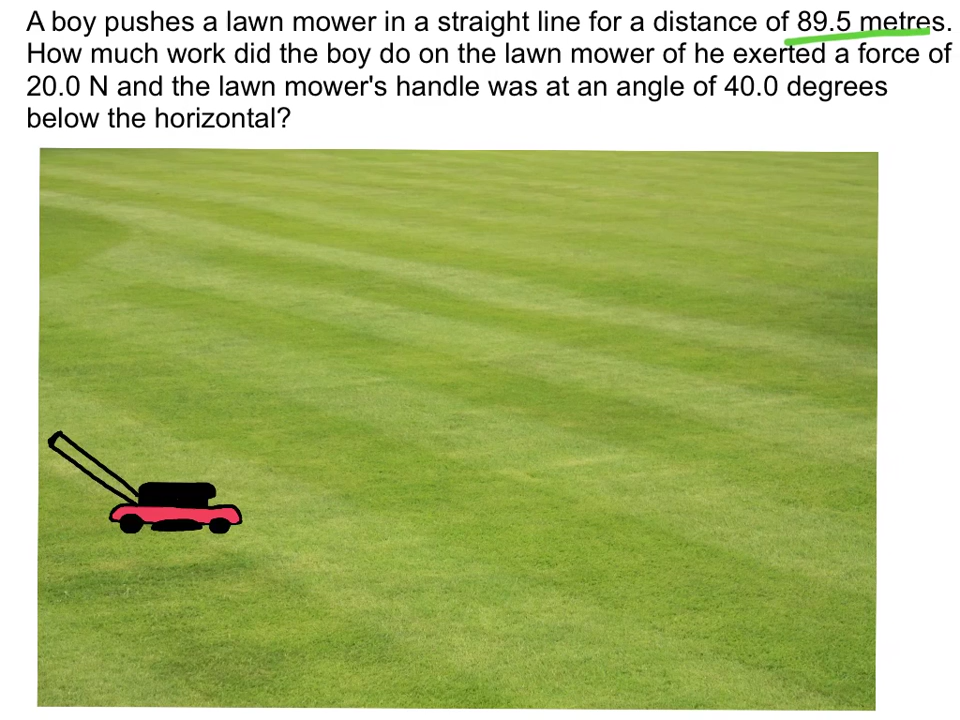 A boy pushes a lawn mower in a straight line for a distance of 89.5 metres.
How much work did the boy do on the lawn mower of he exerted a force of
20.0 N and the lawn mower's handle was at an angle of 40.0 degrees
below the horizontal?